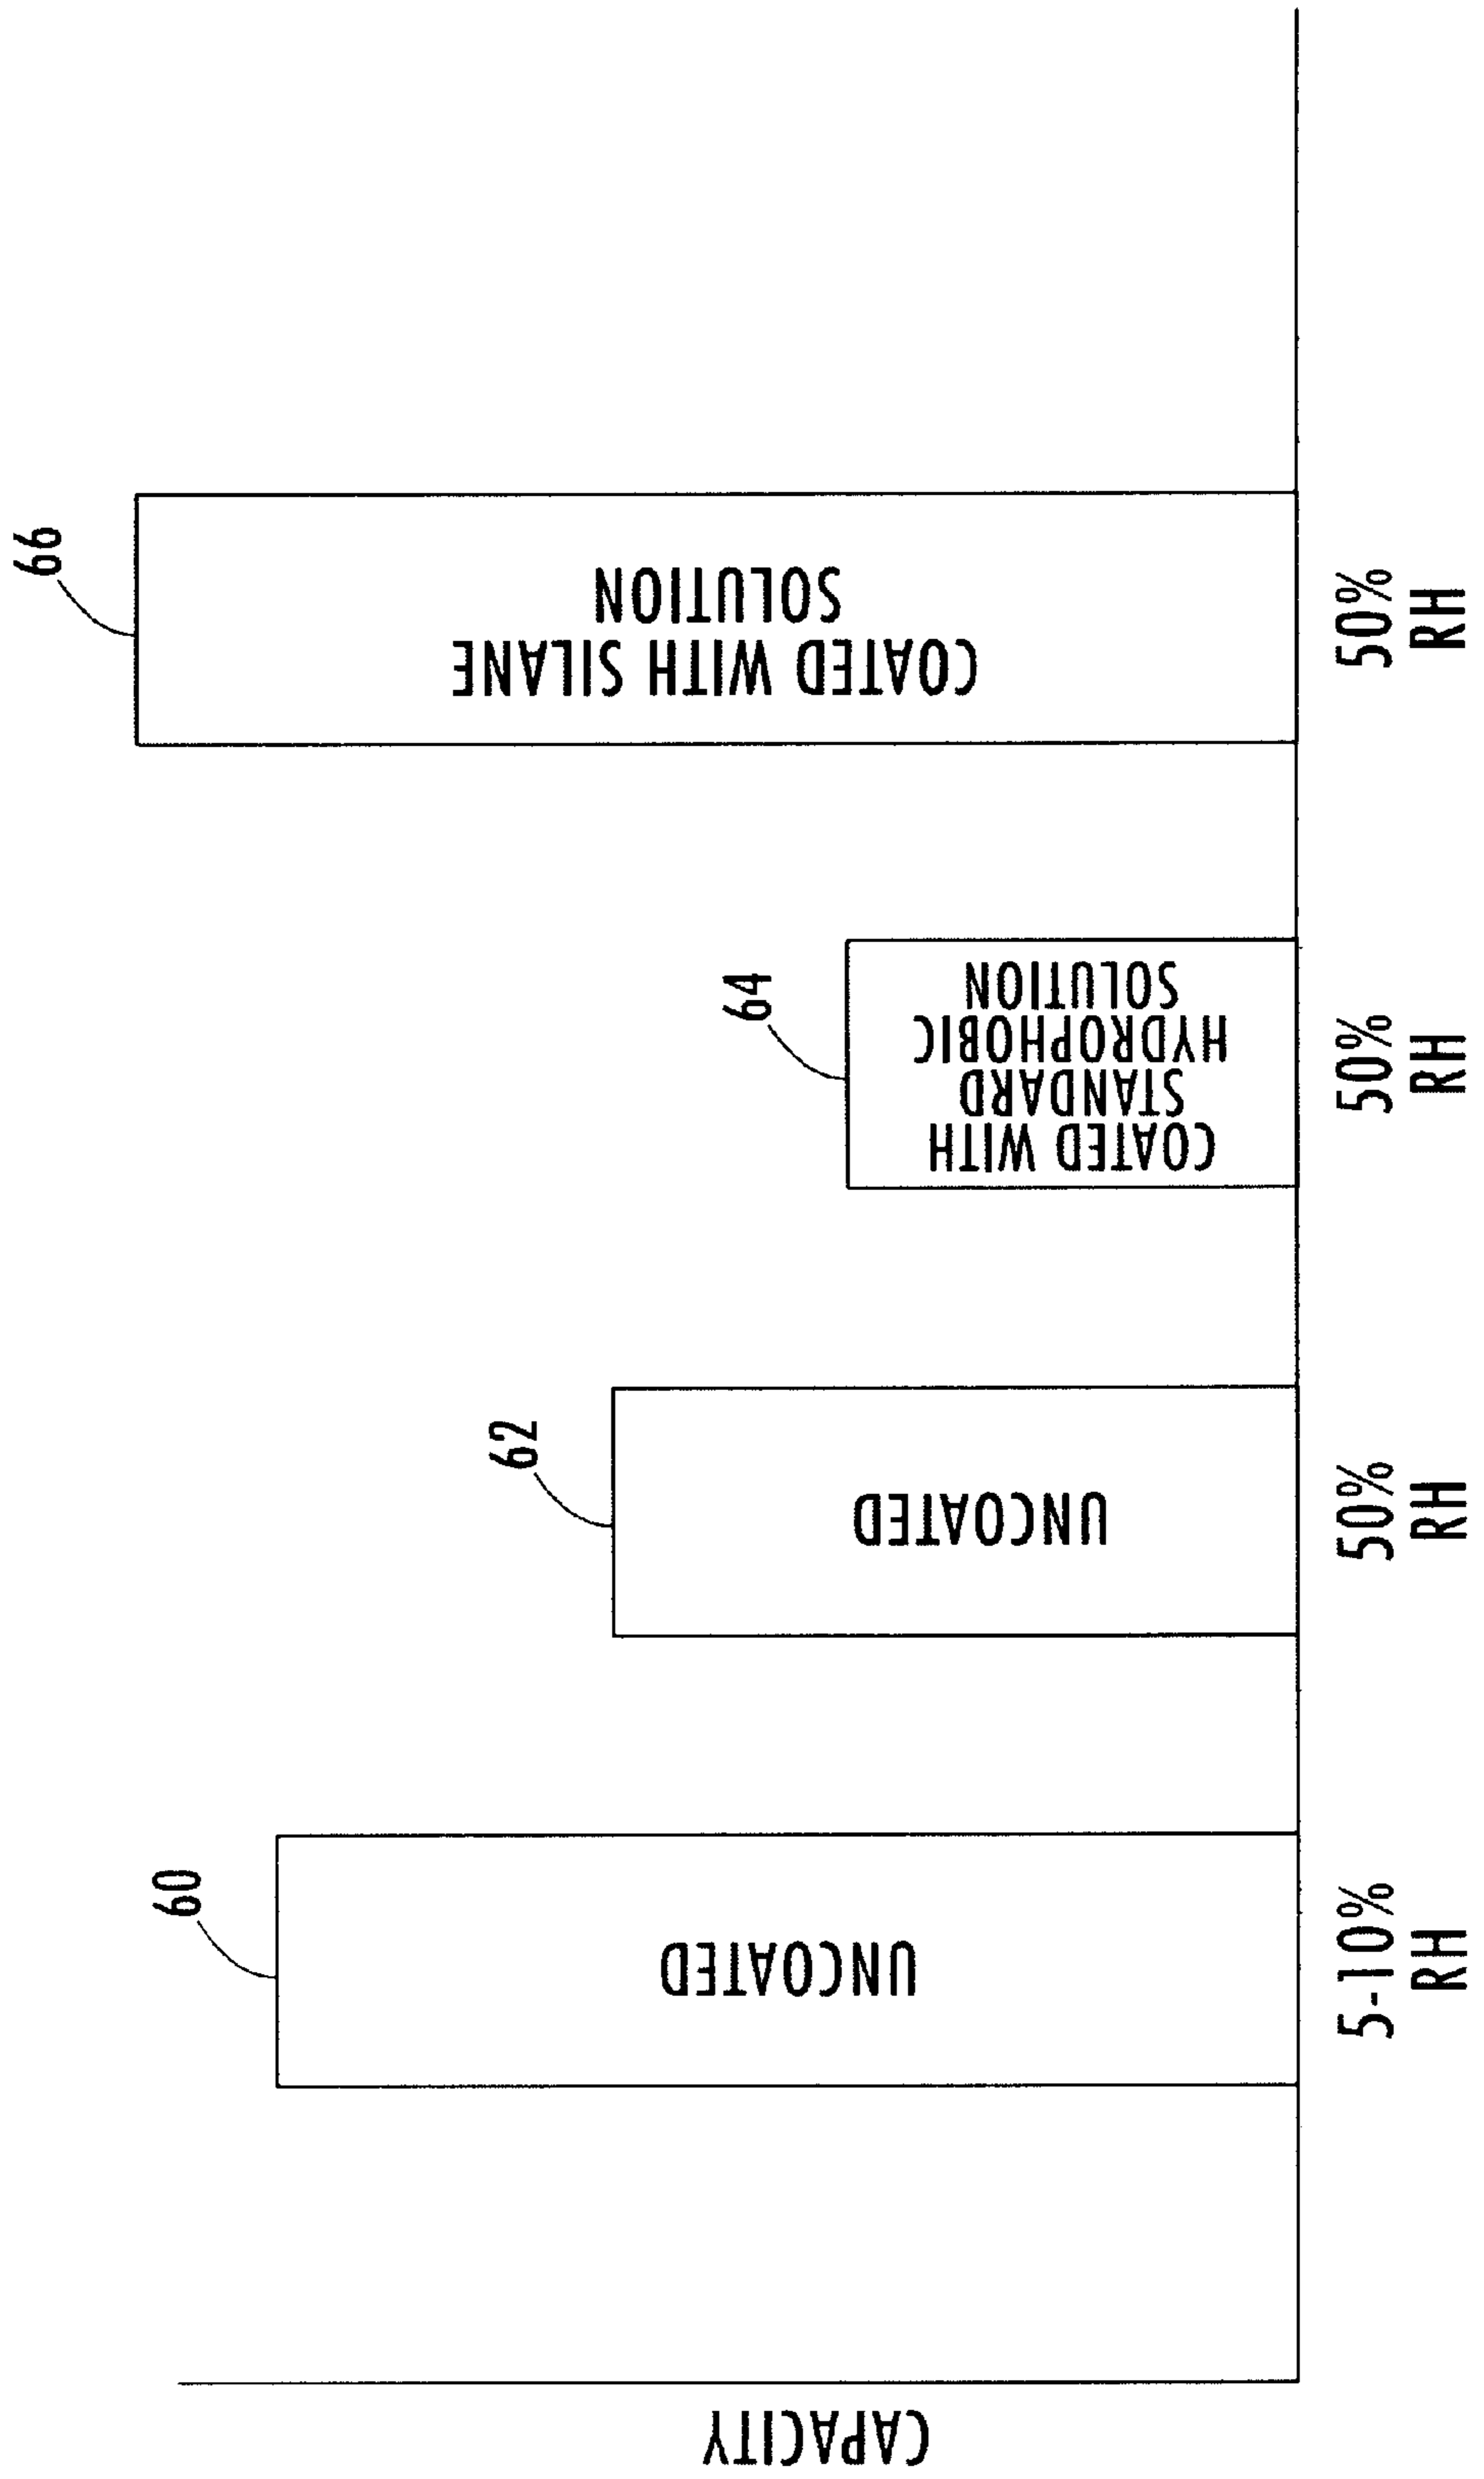 CAPACITY
60
UNCOATED
5-10%
RH
62
UNCOATED
50%
RH
64
COATED WITH
STANDARD
HYDROPHOBIC
SOLUTION
50%
RH
66
COATED WITH SILANE
SOLUTION
50%
RH